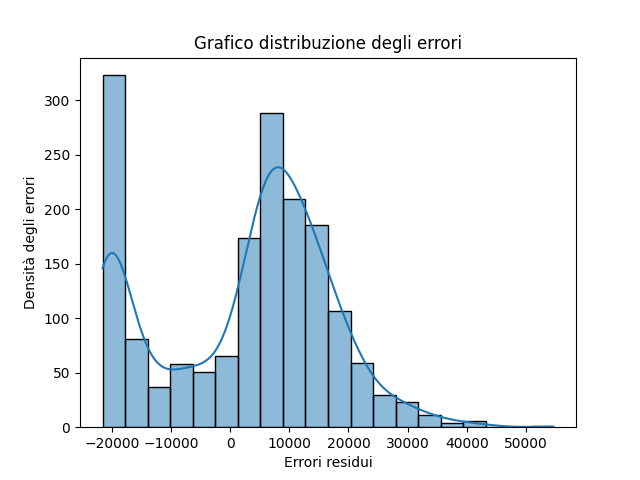 Grafico distribuzione degli errori
300
250
200
150
100
50
0
Densità degli errori
−20000 −10000 0 10000 20000 30000 40000 50000
Errori residui